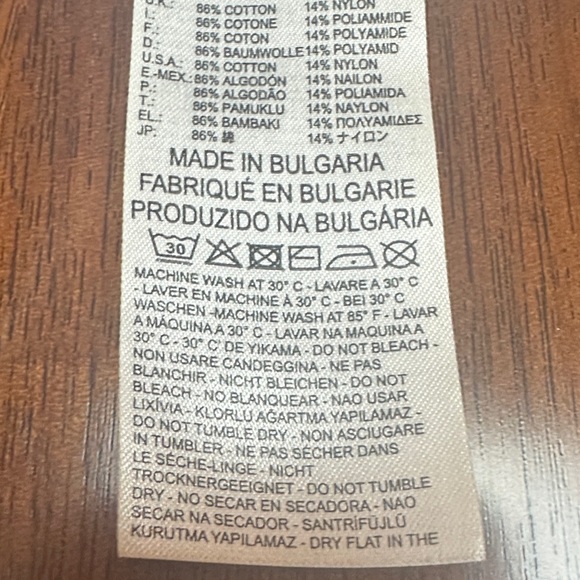 U.K.: 86% COTTON 14% NYLON
I.: 86% COTONE 14% POLIAMMIDE
F.: 86% COTON 14% POLYAMIDE
D.: 86% BAUMWOLLE 14% POLYAMID
U.S.A.: 86% COTTON 14% NYLON
E.-MEX.: 86% ALGODÓN 14% NAILON
P.: 86% ALGODÃO 14% POLIAMIDA
T.: 86% PAMUKLU 14% NAYLON
EL.: 86% ΒΑΜΒΑΚΙ 14% ΠΟΛΥΑΜΙΔΕΣ
JP: 86% 綿 14% ナイロン
MADE IN BULGARIA
FABRIQUÉ EN BULGARIE
PRODUZIDO NA BULGÁRIA
30
MACHINE WASH AT 30° C - LAVARE A 30° C
- LAVER EN MACHINE À 30° C - BEI 30° C
WASCHEN -MACHINE WASH AT 85° F - LAVAR
A MÁQUINA A 30° C - LAVAR NA MAQUINA A
30° C - 30° C' DE YIKAMA - DO NOT BLEACH -
NON USARE CANDEGGINA - NE PAS
BLANCHIR - NICHT BLEICHEN - DO NOT
BLEACH - NO BLANQUEAR - NAO USAR
LIXÍVIA - KLORLU AĞARTMA YAPILAMAZ -
DO NOT TUMBLE DRY - NON ASCIUGARE
IN TUMBLER - NE PAS SÉCHER DANS
LE SÈCHE-LINGE - NICHT
TROCKNERGEEIGNET - DO NOT TUMBLE
DRY - NO SECAR EN SECADORA - NAO
SECAR NA SECADOR - SANTRİFÜJLÜ
KURUTMA YAPILAMAZ - DRY FLAT IN THE